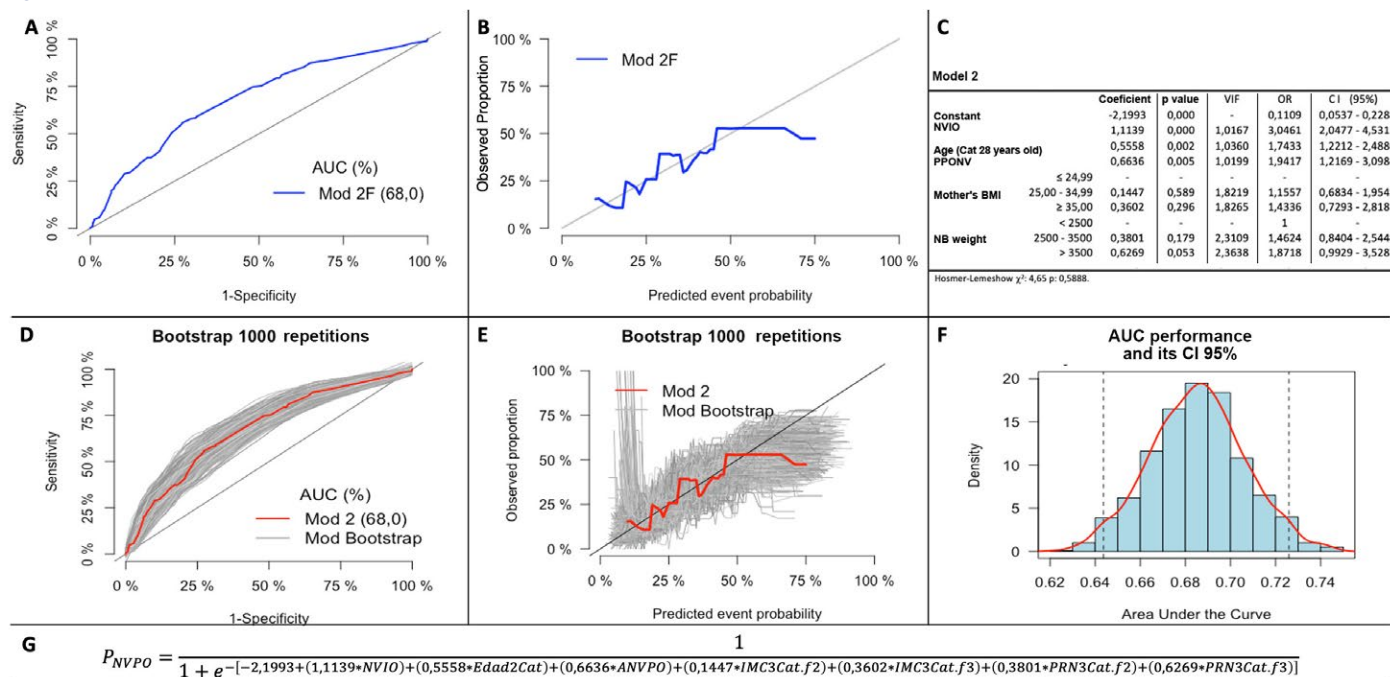 A
100 %
75 %
50 %
25 %
0 %
Sensitivity
AUC (%)
Mod 2F (68,0)
0 % 25 % 50 % 75 % 100 %
1-Specificity
B
100 %
75 %
50 %
25 %
0 %
Observed Proportion
Mod 2F
0 % 25 % 50 % 75 % 100 %
Predicted event probability
C
Model 2
Coeficient p value VIF OR C I (95%)
Constant -2,1993 0,000 - 0,1109 0,0537 - 0,228
NVIO 1,1139 0,000 1,0167 3,0461 2,0477 - 4,531
Age (Cat 28 years old) 0,5558 0,002 1,0360 1,7433 1,2212 - 2,488
PPONV 0,6636 0,005 1,0199 1,9417 1,2169 - 3,098
≤ 24,99 - - - - -
Mother's BMI 25,00 - 34,99 0,1447 0,589 1,8219 1,1557 0,6834 - 1,954
≥ 35,00 0,3602 0,296 1,8265 1,4336 0,7293 - 2,818
< 2500 - - - 1 -
NB weight 2500 - 3500 0,3801 0,179 2,3109 1,4624 0,8404 - 2,544
> 3500 0,6269 0,053 2,3638 1,8718 0,9929 - 3,528
Hosmer-Lemeshow χ²: 4,65 p: 0,5888.
D
Bootstrap 1000 repetitions
100 %
75 %
50 %
25 %
0 %
Sensitivity
AUC (%)
Mod 2 (68,0)
Mod Bootstrap
0 % 25 % 50 % 75 % 100 %
1-Specificity
E
Bootstrap 1000 repetitions
100 %
75 %
50 %
25 %
0 %
Observed proportion
Mod 2
Mod Bootstrap
0 % 25 % 50 % 75 % 100 %
Predicted event probability
F
AUC performance
and its CI 95%
20
15
10
5
0
Density
0.62 0.64 0.66 0.68 0.70 0.72 0.74
Area Under the Curve
G
P_NVPO = 1 / 1 + e^−[−2,1993+(1,1139*NVIO)+(0,5558*Edad2Cat)+(0,6636*ANVPO)+(0,1447*IMC3Cat.f2)+(0,3602*IMC3Cat.f3)+(0,3801*PRN3Cat.f2)+(0,6269*PRN3Cat.f3)]